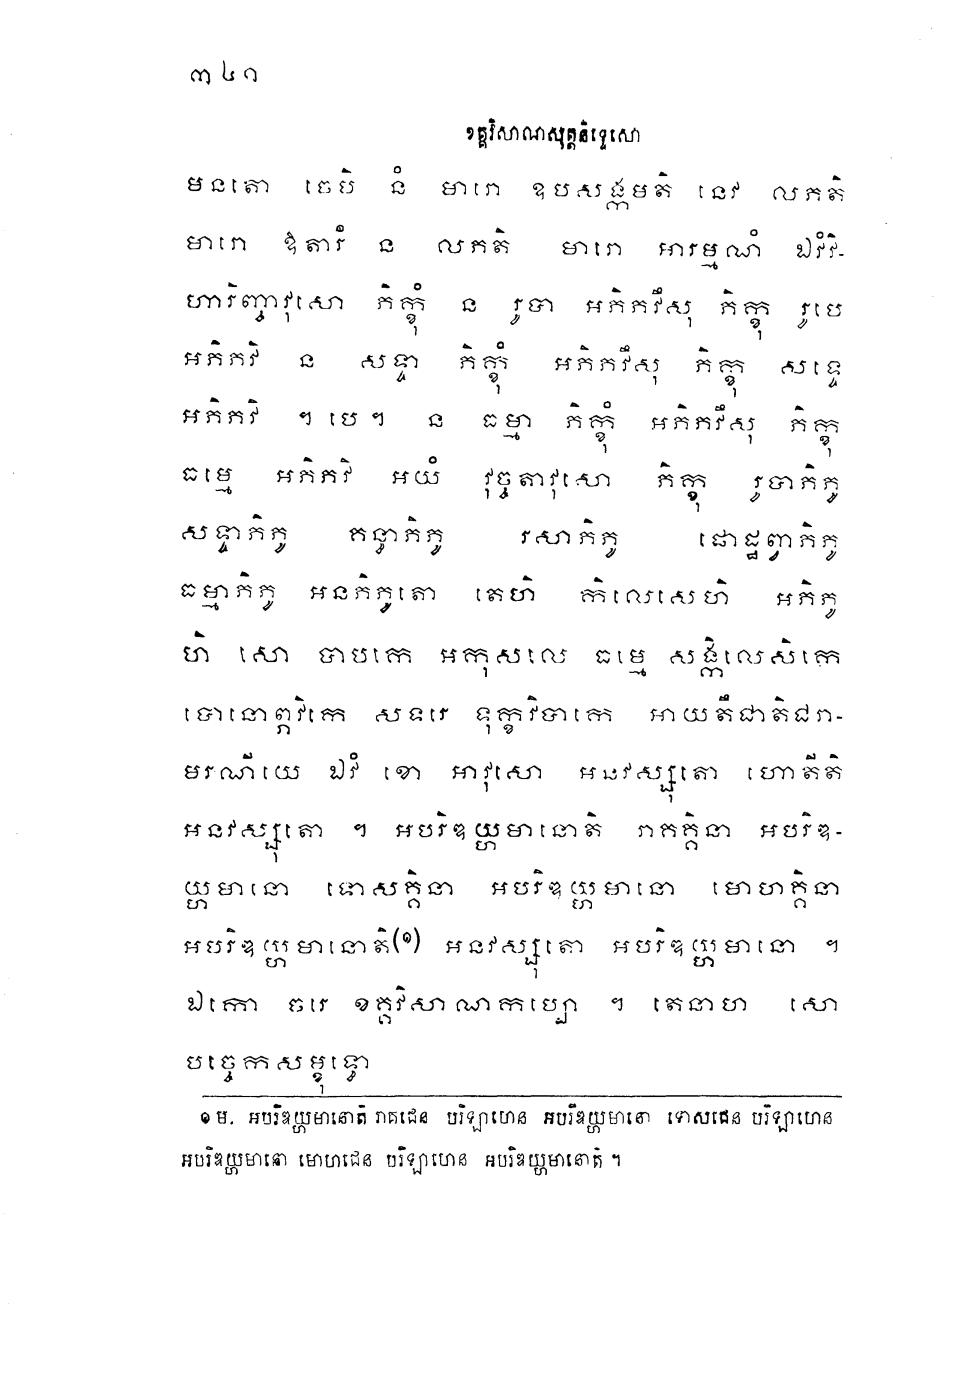 ៣៤១
ខគ្គវិសាណសុត្តនិទ្ទេសោ
មនតោ ចេបិ នំ មារោ ឧបសង្កមតិ នេវ លភតិ
មារោ ឱតារំ ន លភតិ មារោ អារម្មណំ ឯវំវិ-
ហារិញ្ចាវុសោ ភិក្ខុំ ន រូបា អភិភវឹសុ ភិក្ខុ រូបេ
អភិភវិ ន សទ្ទា ភិក្ខុំ អភិភវឹសុ ភិក្ខុ សទ្ទេ
អភិភវិ ។ បេ។ ន ធម្មា ភិក្ខុំ អភិភវឹសុ ភិក្ខុ
ធម្មេ អភិភវិ អយំ វុច្ចតាវុសោ ភិក្ខុ រូបាភិភូ
សទ្ទាភិភូ គន្ធាភិភូ រសាភិភូ ផោដ្ឋព្វាភិភូ
ធម្មាភិភូ អនភិភូតោ តេហិ កិលេសេហិ អភិភូ
ហិ សោ បាបកេ អកុសលេ ធម្មេ សង្កិលេសិកេ
បោនោព្ភវិកេ សទរេ ទុក្ខវិបាកេ អាយតឹជាតិជរា-
មរណីយេ ឯវំ ខោ អាវុសោ អនវស្សុតោ ហោតីតិ
អនវស្សុតោ ។ អបរិឌយ្ហមានោតិ រាគគ្គិនា អបរិឌ-
យ្ហមានោ ទោសគ្គិនា អបរិឌយ្ហមានោ មោហគ្គិនា
អបរិឌយ្ហមានោតិ(១) អនវស្សុតោ អបរិឌយ្ហមានោ ។
ឯកោ ចរេ ខគ្គវិសាណកប្បោ ។ តេនាហ សោ
បច្ចេកសម្ពុទ្ធោ
១ ម. អបរិឌយ្ហមានោតិ រាគជេន បរិឡាហេន អបរិឌយ្ហមានោ ទោសជេន បរិឡាហេន
អបរិឌយ្ហមានោ មោហជេន បរិឡាហេន អបរិឌយ្ហមានោតិ ។